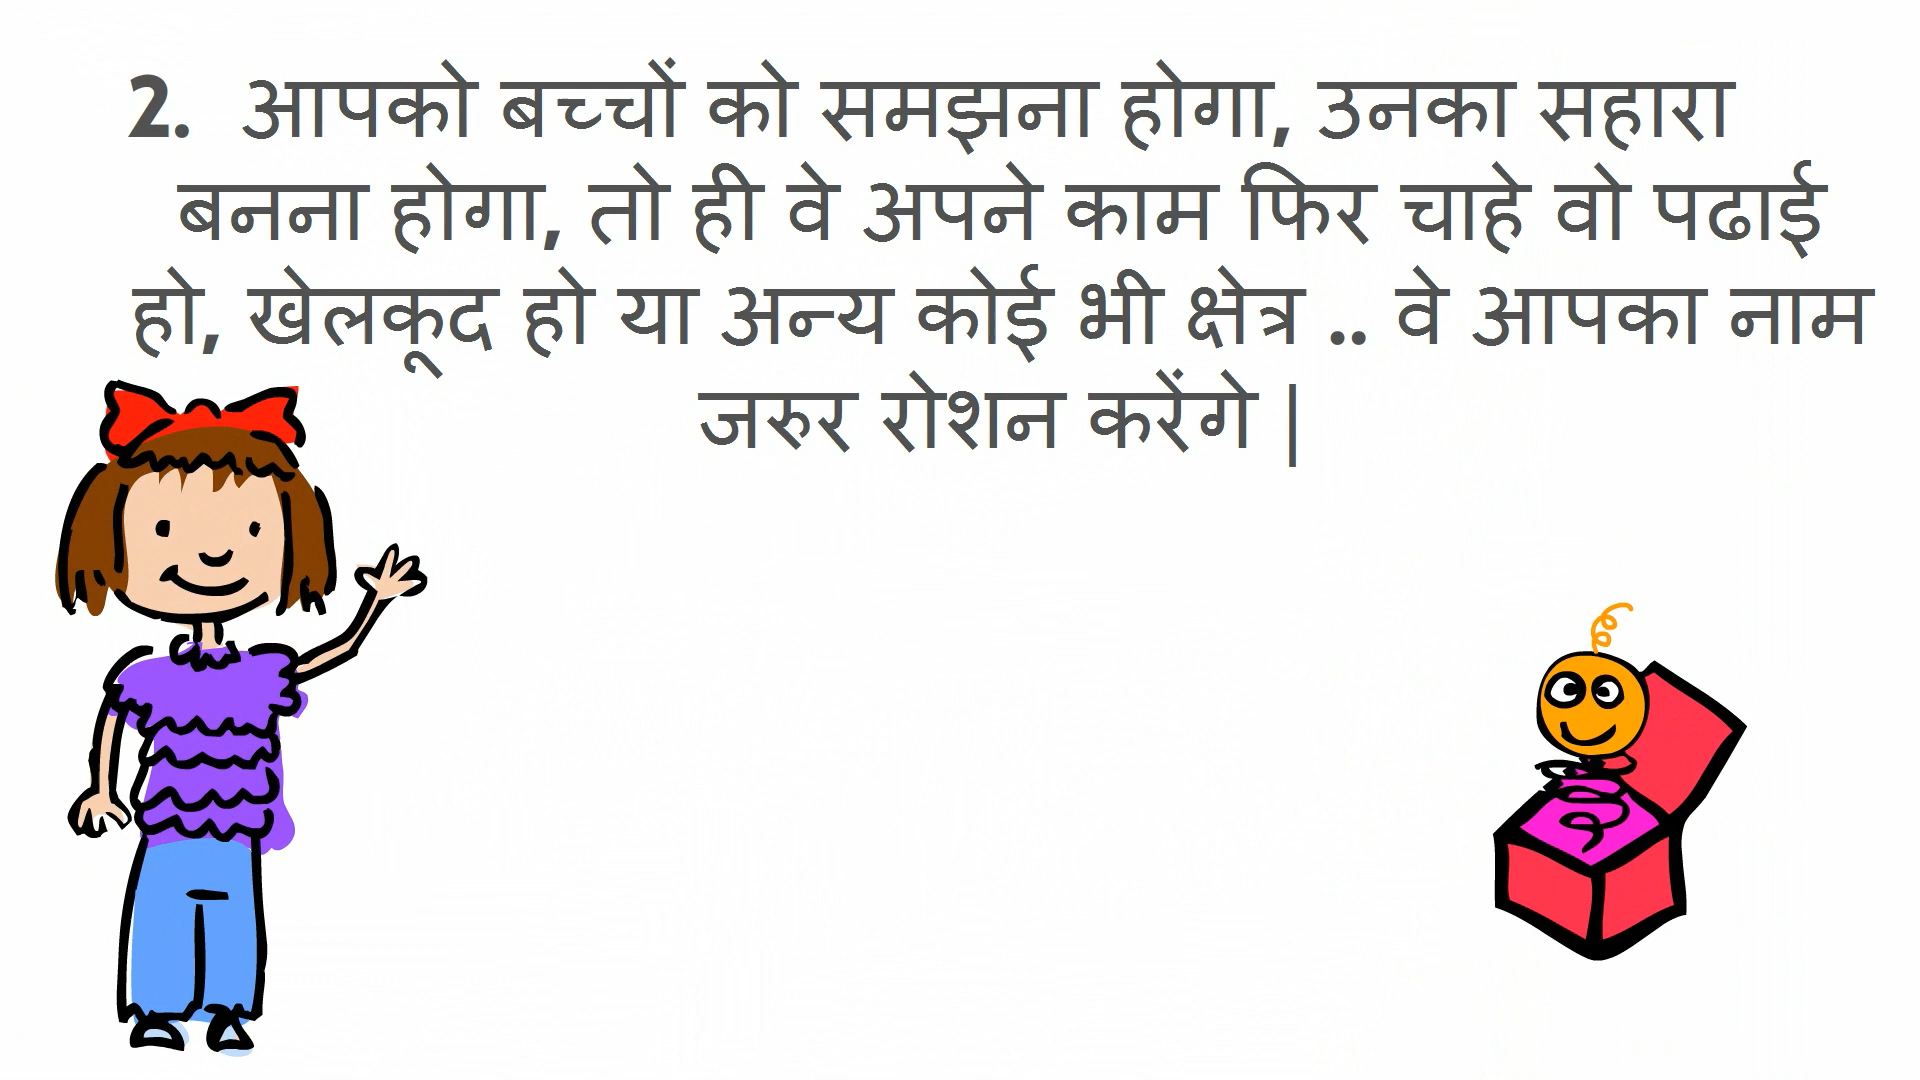 2. आपको बच्चों को समझना होगा, उनका सहारा
बनना होगा, तो ही वे अपने काम फिर चाहे वो पढाई
हो, खेलकूद हो या अन्य कोई भी क्षेत्र .. वे आपका नाम
जरुर रोशन करेंगे |